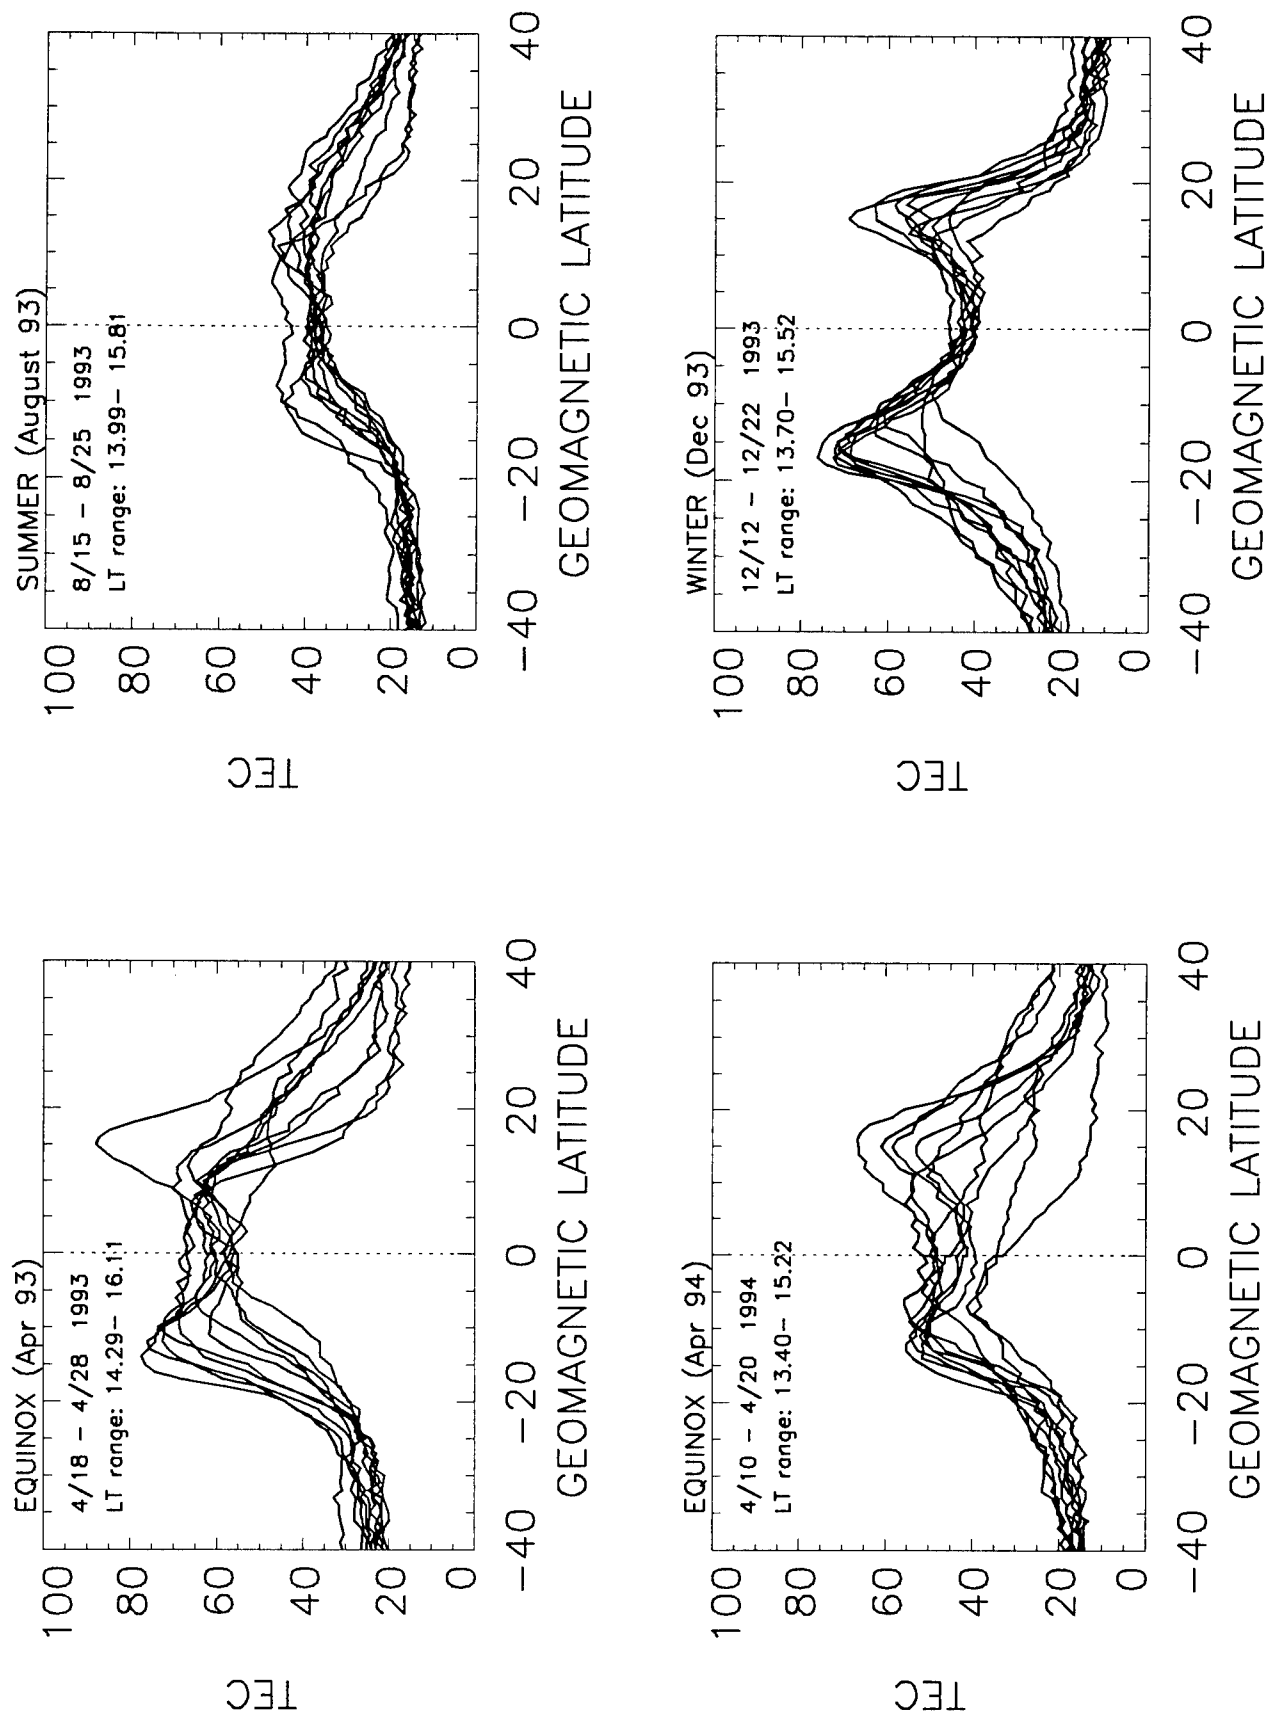 EQUINOX (Apr 93)
4/18 - 4/28 1993
LT range: 14.29- 16.11
100
80
60
40
20
0
TEC
-40 -20 0 20 40
GEOMAGNETIC LATITUDE
SUMMER (August 93)
8/15 - 8/25 1993
LT range: 13.99- 15.81
100
80
60
40
20
0
TEC
-40 -20 0 20 40
GEOMAGNETIC LATITUDE
EQUINOX (Apr 94)
4/10 - 4/20 1994
LT range: 13.40- 15.22
100
80
60
40
20
0
TEC
-40 -20 0 20 40
GEOMAGNETIC LATITUDE
WINTER (Dec 93)
12/12 - 12/22 1993
LT range: 13.70- 15.52
100
80
60
40
20
0
TEC
-40 -20 0 20 40
GEOMAGNETIC LATITUDE